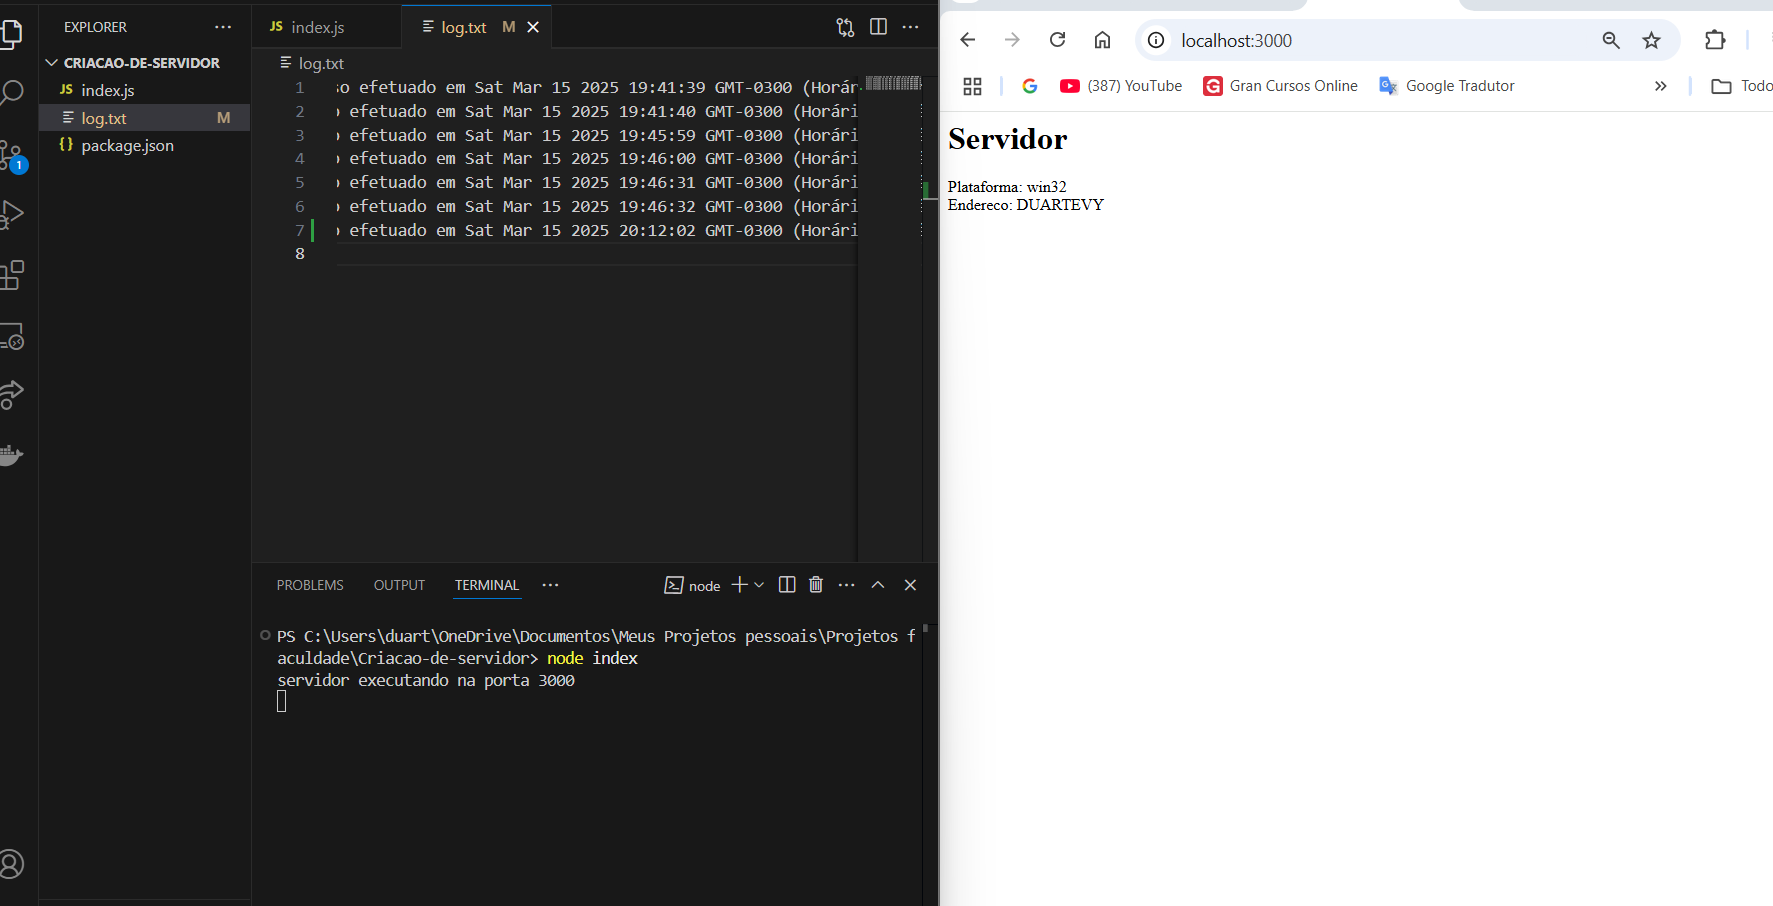 EXPLORER
CRIACAO-DE-SERVIDOR
JS index.js
log.txt M
{} package.json
1
JS index.js
log.txt M
log.txt
1 so efetuado em Sat Mar 15 2025 19:41:39 GMT-0300 (Horár
2 o efetuado em Sat Mar 15 2025 19:41:40 GMT-0300 (Horári
3 o efetuado em Sat Mar 15 2025 19:45:59 GMT-0300 (Horári
4 o efetuado em Sat Mar 15 2025 19:46:00 GMT-0300 (Horári
5 o efetuado em Sat Mar 15 2025 19:46:31 GMT-0300 (Horári
6 o efetuado em Sat Mar 15 2025 19:46:32 GMT-0300 (Horári
7 o efetuado em Sat Mar 15 2025 20:12:02 GMT-0300 (Horári
8
PROBLEMS OUTPUT TERMINAL
node
PS C:\Users\duart\OneDrive\Documentos\Meus Projetos pessoais\Projetos f
aculdade\Criacao-de-servidor> node index
servidor executando na porta 3000
localhost:3000
(387) YouTube Gran Cursos Online Google Tradutor Todo
Servidor
Plataforma: win32
Endereco: DUARTEVY